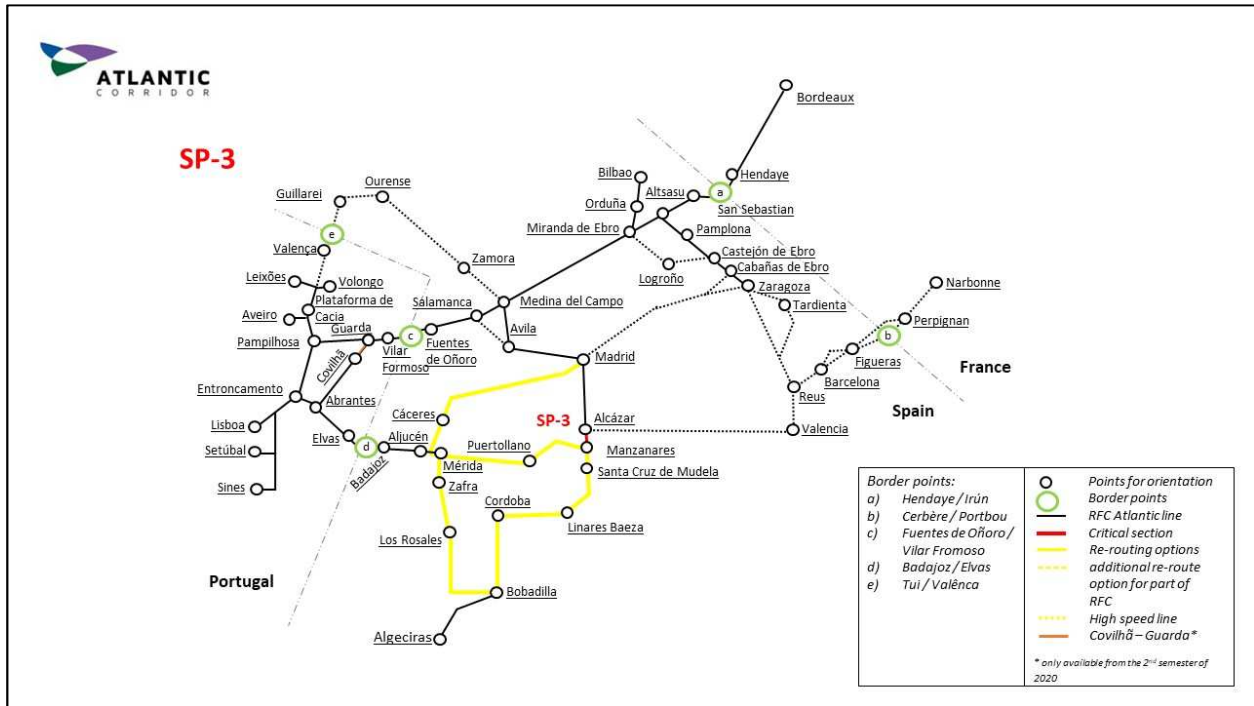 ATLANTIC
CORRIDOR
SP-3
Bordeaux
Hendaye
a
Bilbao
Altsasu
Ourense
Guillarei
Orduña
San Sebastian
e
Miranda de Ebro
Pamplona
Valença
Castejón de Ebro
Zamora
Logroño
Cabañas de Ebro
Leixões
Volongo
Zaragoza
Narbonne
Salamanca
Medina del Campo
Plataforma de
Cacia
Tardienta
Aveiro
Guarda
Avila
Perpignan
Pampilhosa
c
b
Vilar
Formoso
Fuentes
de Oñoro
Figueras
Covilhã
Madrid
France
Barcelona
Entroncamento
Abrantes
Reus
Spain
Cáceres
SP-3
Alcázar
Lisboa
Elvas
d
Aljucén
Puertollano
Valencia
Badajoz
Manzanares
Setúbal
Mérida
Santa Cruz de Mudela
Zafra
Sines
Cordoba
Linares Baeza
Los Rosales
Portugal
Bobadilla
Algeciras
Border points:
a) Hendaye / Irún
b) Cerbère / Portbou
c) Fuentes de Oñoro /
Vilar Fromoso
d) Badajoz / Elvas
e) Tui / Valênca
Points for orientation
Border points
RFC Atlantic line
Critical section
Re-routing options
additional re-route
option for part of
RFC
High speed line
Covilhã – Guarda*
* only available from the 2nd semester of
2020